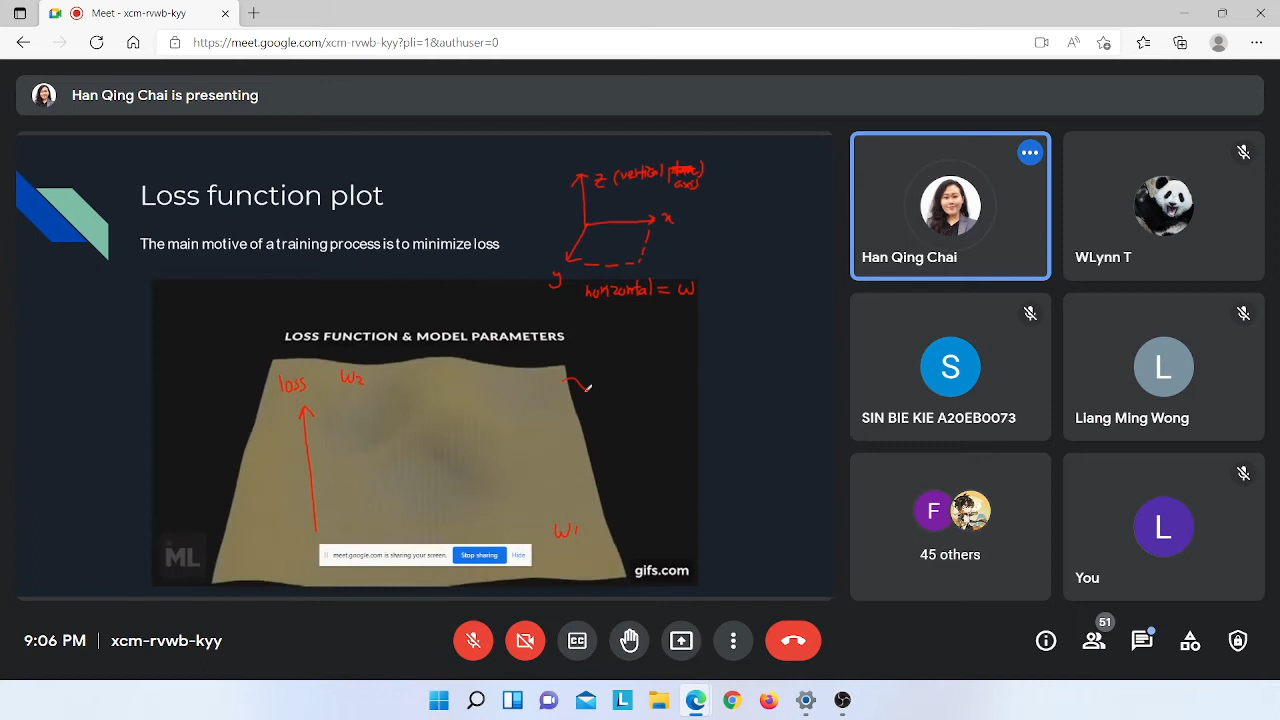 Meet - xcm-rvwb-kyy
https://meet.google.com/xcm-rvwb-kyy?pli=1&authuser=0
Han Qing Chai is presenting
Loss function plot
The main motive of a training process is to minimize loss
z (vertical
axis)
x
y
horizontal = w
LOSS FUNCTION & MODEL PARAMETERS
loss
w2
w1
ML
meet.google.com is sharing your screen.
Stop sharing
Hide
gifs.com
Han Qing Chai
WLynn T
S
SIN BIE KIE A20EB0073
L
Liang Ming Wong
F
45 others
L
You
9:06 PM
xcm-rvwb-kyy
CC
51
L